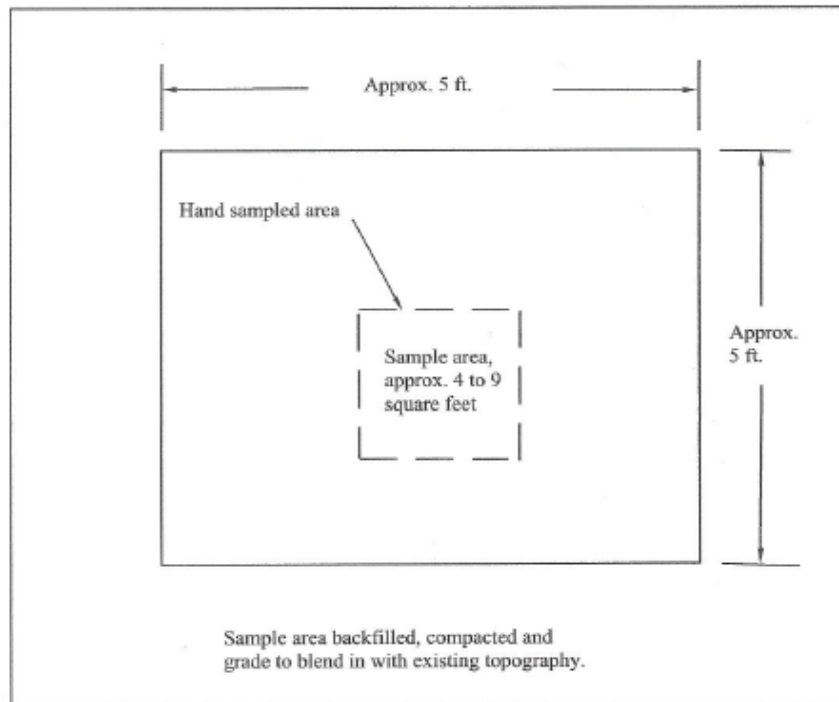 Approx. 5 ft.
Hand sampled area
Sample area,
approx. 4 to 9
square feet
Approx.
5 ft.
Sample area backfilled, compacted and
grade to blend in with existing topography.